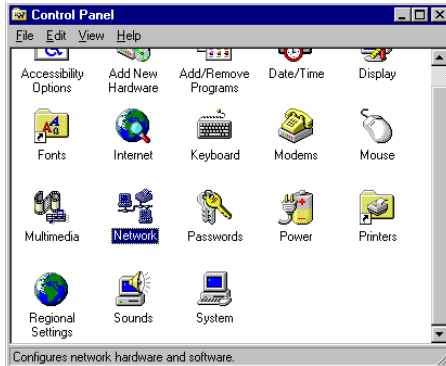 Control Panel
File Edit View Help
Accessibility Options
Add New Hardware
Add/Remove Programs
Date/Time
Display
Fonts
Internet
Keyboard
Modems
Mouse
Multimedia
Network
Passwords
Power
Printers
Regional Settings
Sounds
System
Configures network hardware and software.